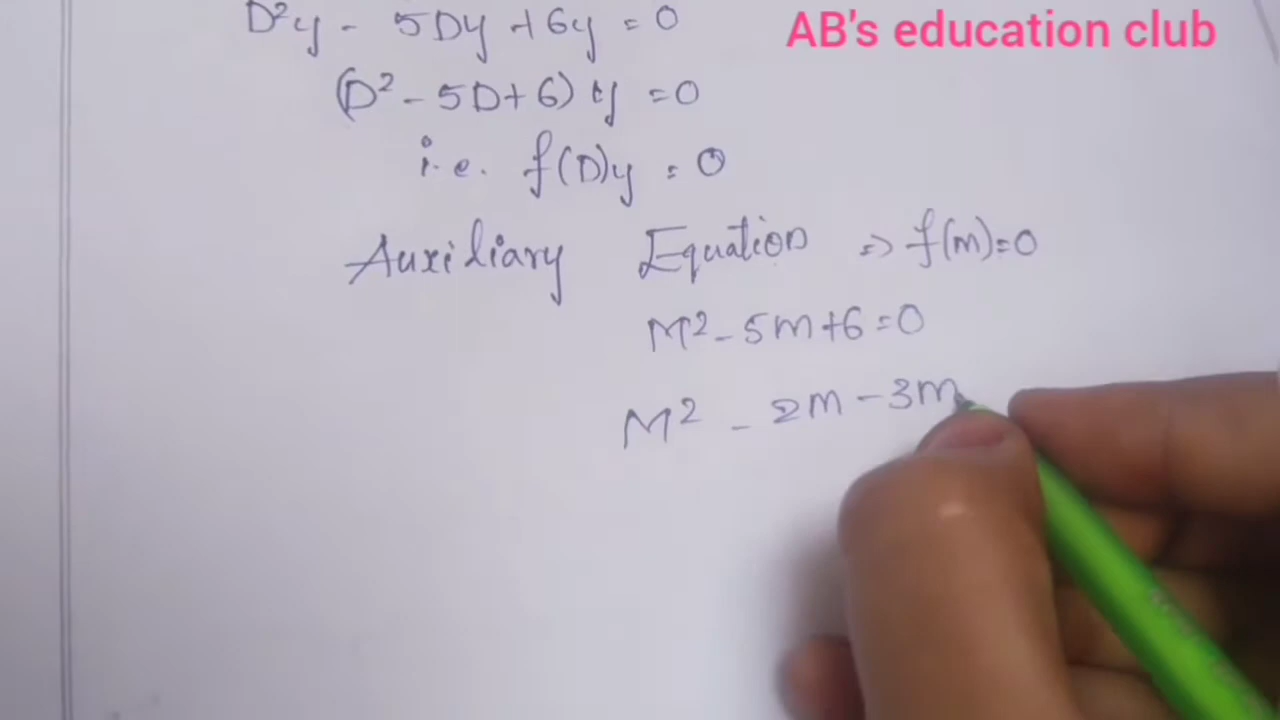 D²y - 5Dy + 6y = 0
AB's education club
(D² - 5D + 6) y = 0
i.e. f(D)y = 0
Auxiliary Equation => f(m) = 0
M² - 5m + 6 = 0
M² - 2m - 3m